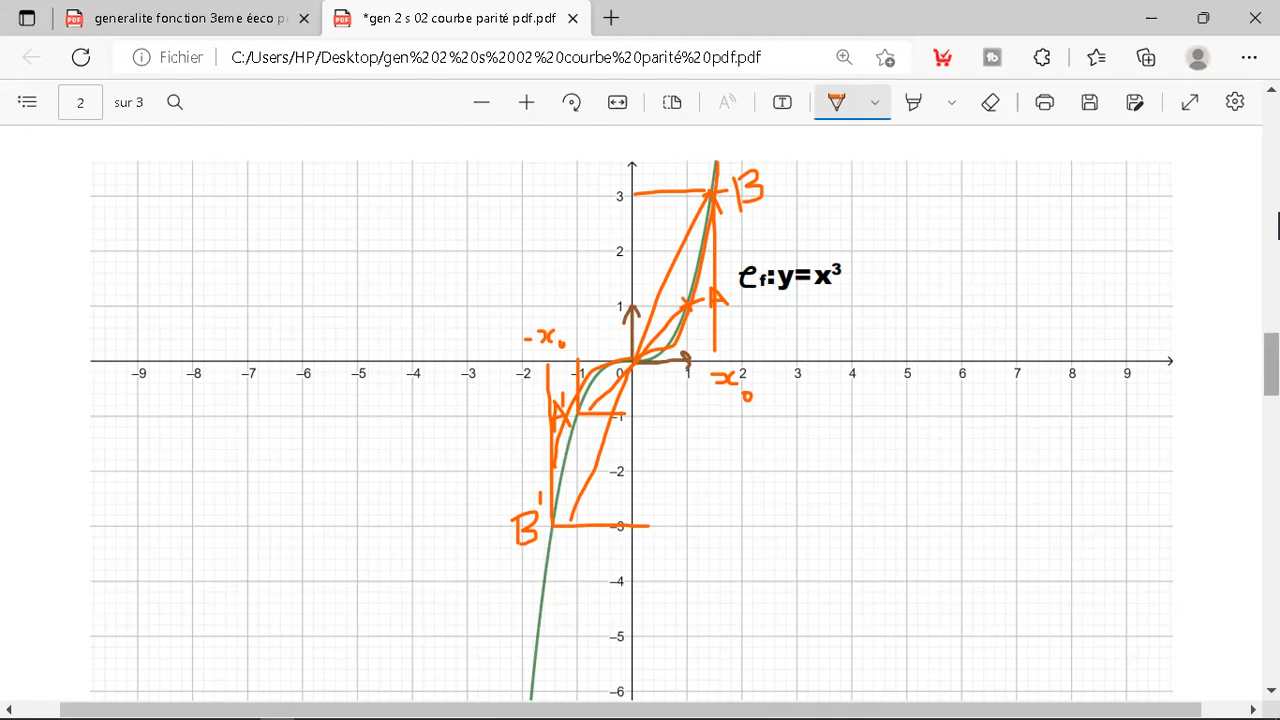 generalite fonction 3eme éeco p
*gen 2 s 02 courbe parité pdf.pdf
Fichier C:/Users/HP/Desktop/gen%202%20s%2002%20courbe%20parité%20pdf.pdf
2 sur 3
3
B
2
𝒞f:y=x³
1
A
-x₀
–9 –8 –7 –6 –5 –4 –3 –2 –1 0 1 2 3 4 5 6 7 8 9
x₀
A'
–1
–2
B'
–3
–4
–5
–6